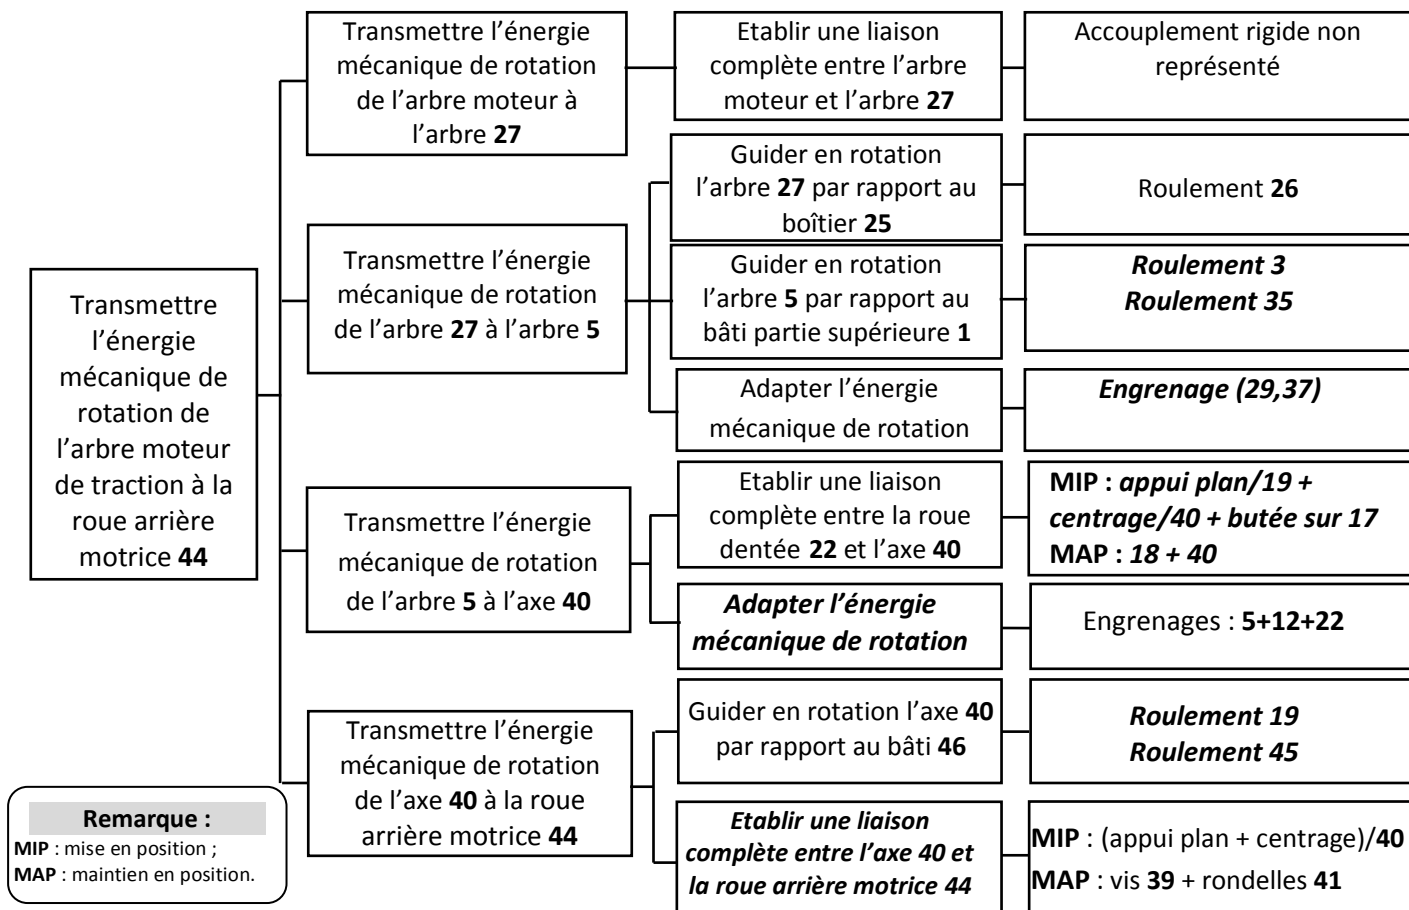 Transmettre l’énergie
mécanique de
rotation de
l’arbre moteur
de traction à la
roue arrière
motrice 44
Transmettre l’énergie
mécanique de rotation
de l’arbre moteur à
l’arbre 27
Etablir une liaison
complète entre l’arbre
moteur et l’arbre 27
Accouplement rigide non
représenté
Transmettre l’énergie
mécanique de rotation
de l’arbre 27 à l’arbre 5
Guider en rotation
l’arbre 27 par rapport au
boîtier 25
Roulement 26
Guider en rotation
l’arbre 5 par rapport au
bâti partie supérieure 1
Roulement 3
Roulement 35
Adapter l’énergie
mécanique de rotation
Engrenage (29,37)
Transmettre l’énergie
mécanique de rotation
de l’arbre 5 à l’axe 40
Etablir une liaison
complète entre la roue
dentée 22 et l’axe 40
MIP : appui plan/19 +
centrage/40 + butée sur 17
MAP : 18 + 40
Adapter l’énergie
mécanique de rotation
Engrenages : 5+12+22
Transmettre l’énergie
mécanique de rotation
de l’axe 40 à la roue
arrière motrice 44
Guider en rotation l’axe 40
par rapport au bâti 46
Roulement 19
Roulement 45
Etablir une liaison
complète entre l’axe 40 et
la roue arrière motrice 44
MIP : (appui plan + centrage)/40
MAP : vis 39 + rondelles 41
Remarque :
MIP : mise en position ;
MAP : maintien en position.